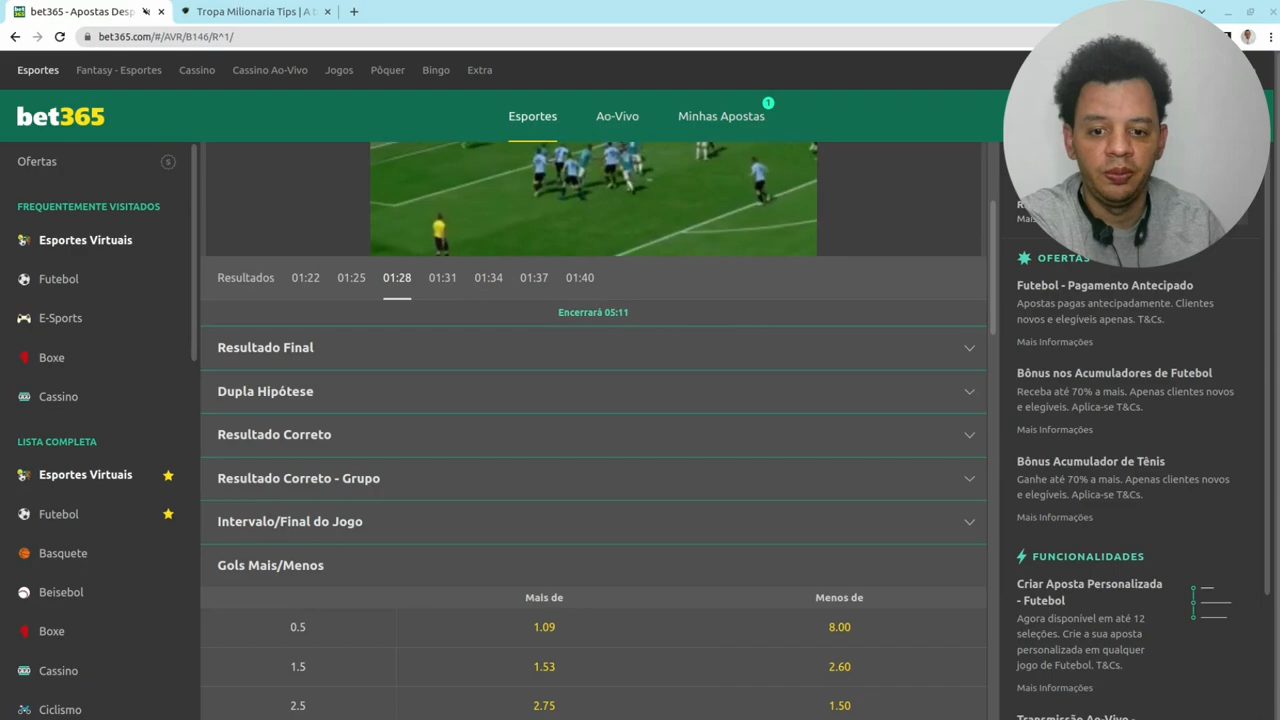 bet365 - Apostas Desp
Tropa Milionaria Tips | A t
bet365.com/#/AVR/B146/R^1/
Esportes Fantasy - Esportes Cassino Cassino Ao-Vivo Jogos Pôquer Bingo Extra
bet365
Esportes Ao-Vivo Minhas Apostas 1
Ofertas 5
FREQUENTEMENTE VISITADOS
Esportes Virtuais
Futebol
E-Sports
Boxe
Cassino
LISTA COMPLETA
Esportes Virtuais
Futebol
Basquete
Beisebol
Boxe
Cassino
Ciclismo
Resultados 01:22 01:25 01:28 01:31 01:34 01:37 01:40
Encerrará 05:11
Resultado Final
Dupla Hipótese
Resultado Correto
Resultado Correto - Grupo
Intervalo/Final do Jogo
Gols Mais/Menos
Mais de Menos de
0.5 1.09 8.00
1.5 1.53 2.60
2.5 2.75 1.50
OFERTAS
Futebol - Pagamento Antecipado
Apostas pagas antecipadamente. Clientes
novos e elegíveis apenas. T&Cs.
Mais Informações
Bônus nos Acumuladores de Futebol
Receba até 70% a mais. Apenas clientes novos
e elegíveis. Aplica-se T&Cs.
Mais Informações
Bônus Acumulador de Tênis
Ganhe até 70% a mais. Apenas clientes novos
e elegíveis. Aplica-se T&Cs.
Mais Informações
FUNCIONALIDADES
Criar Aposta Personalizada
- Futebol
Agora disponível em até 12
seleções. Crie a sua aposta
personalizada em qualquer
jogo de Futebol. T&Cs.
Mais Informações
Transmissão Ao-Vivo -